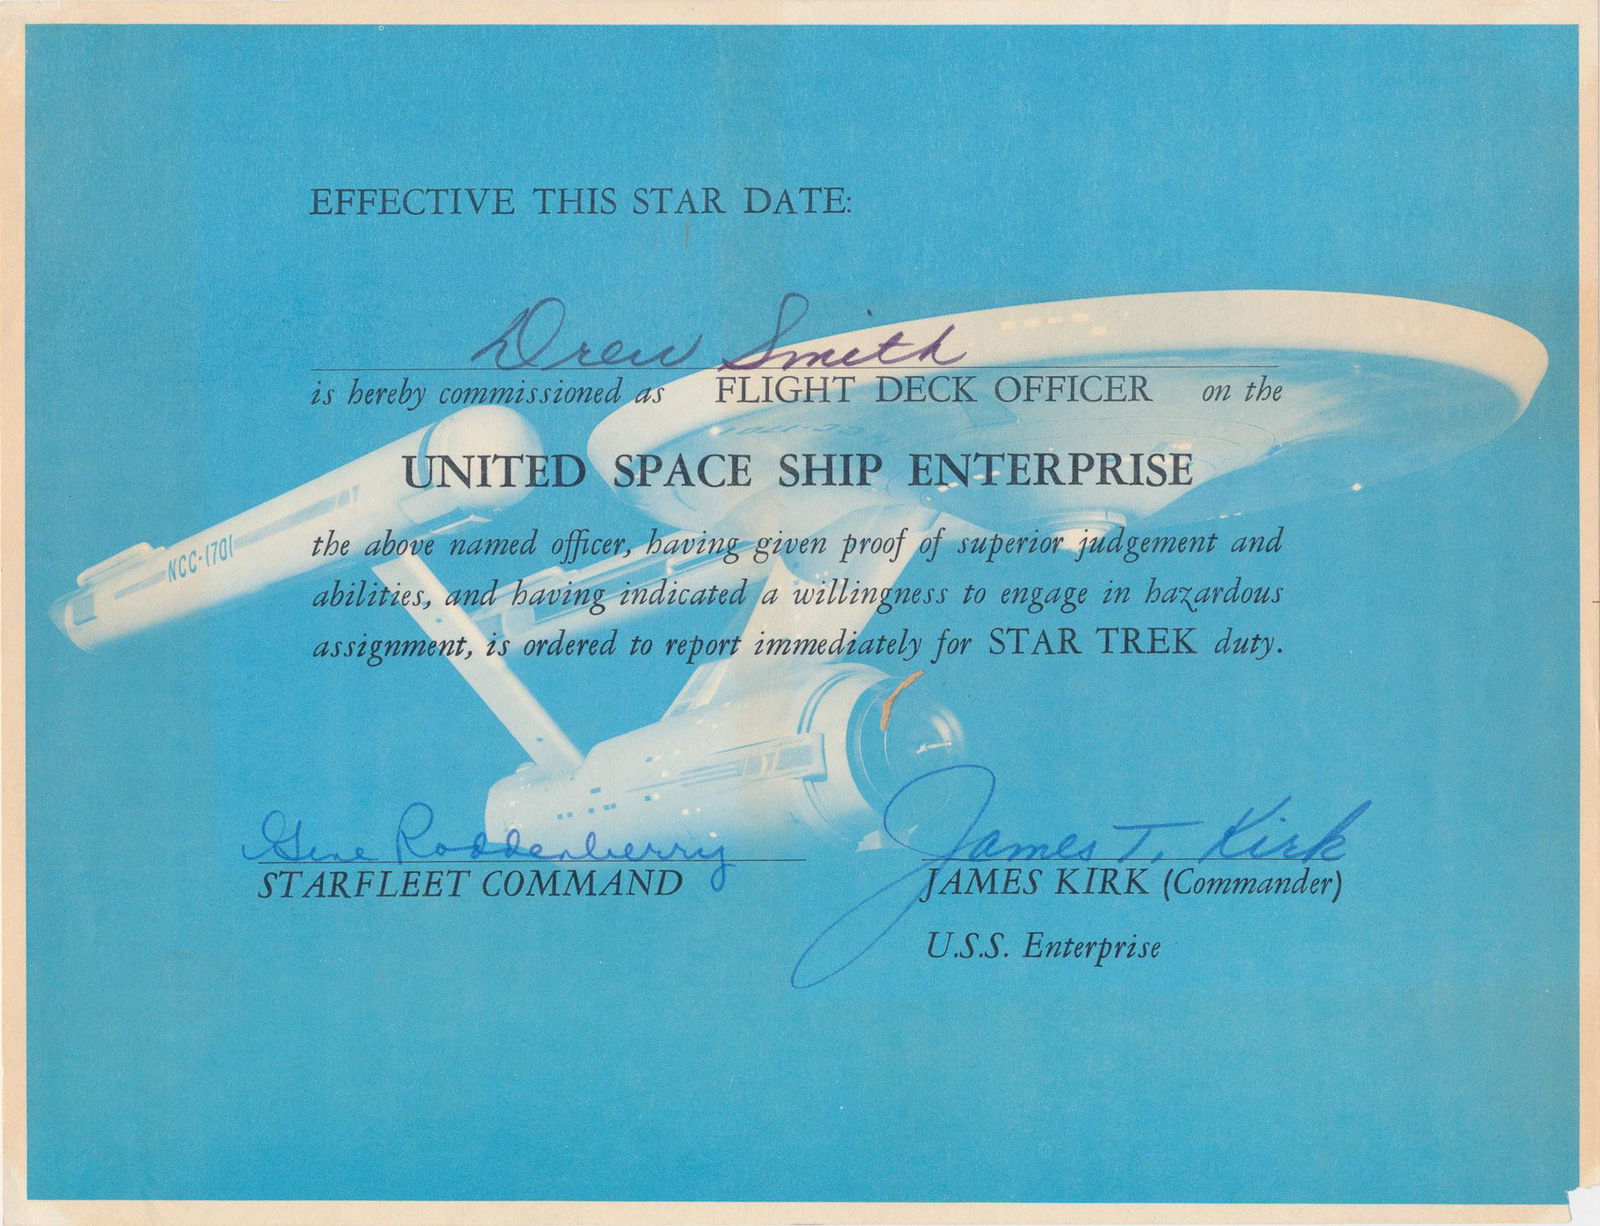 EFFECTIVE THIS STAR DATE:
Drew Smith
is hereby commissioned as FLIGHT DECK OFFICER on the
UNITED SPACE SHIP ENTERPRISE
the above named officer, having given proof of superior judgement and
abilities, and having indicated a willingness to engage in hazardous
assignment, is ordered to report immediately for STAR TREK duty.
NCC-1701
Gene Roddenberry
STARFLEET COMMAND
James T. Kirk
JAMES KIRK (Commander)
U.S.S. Enterprise